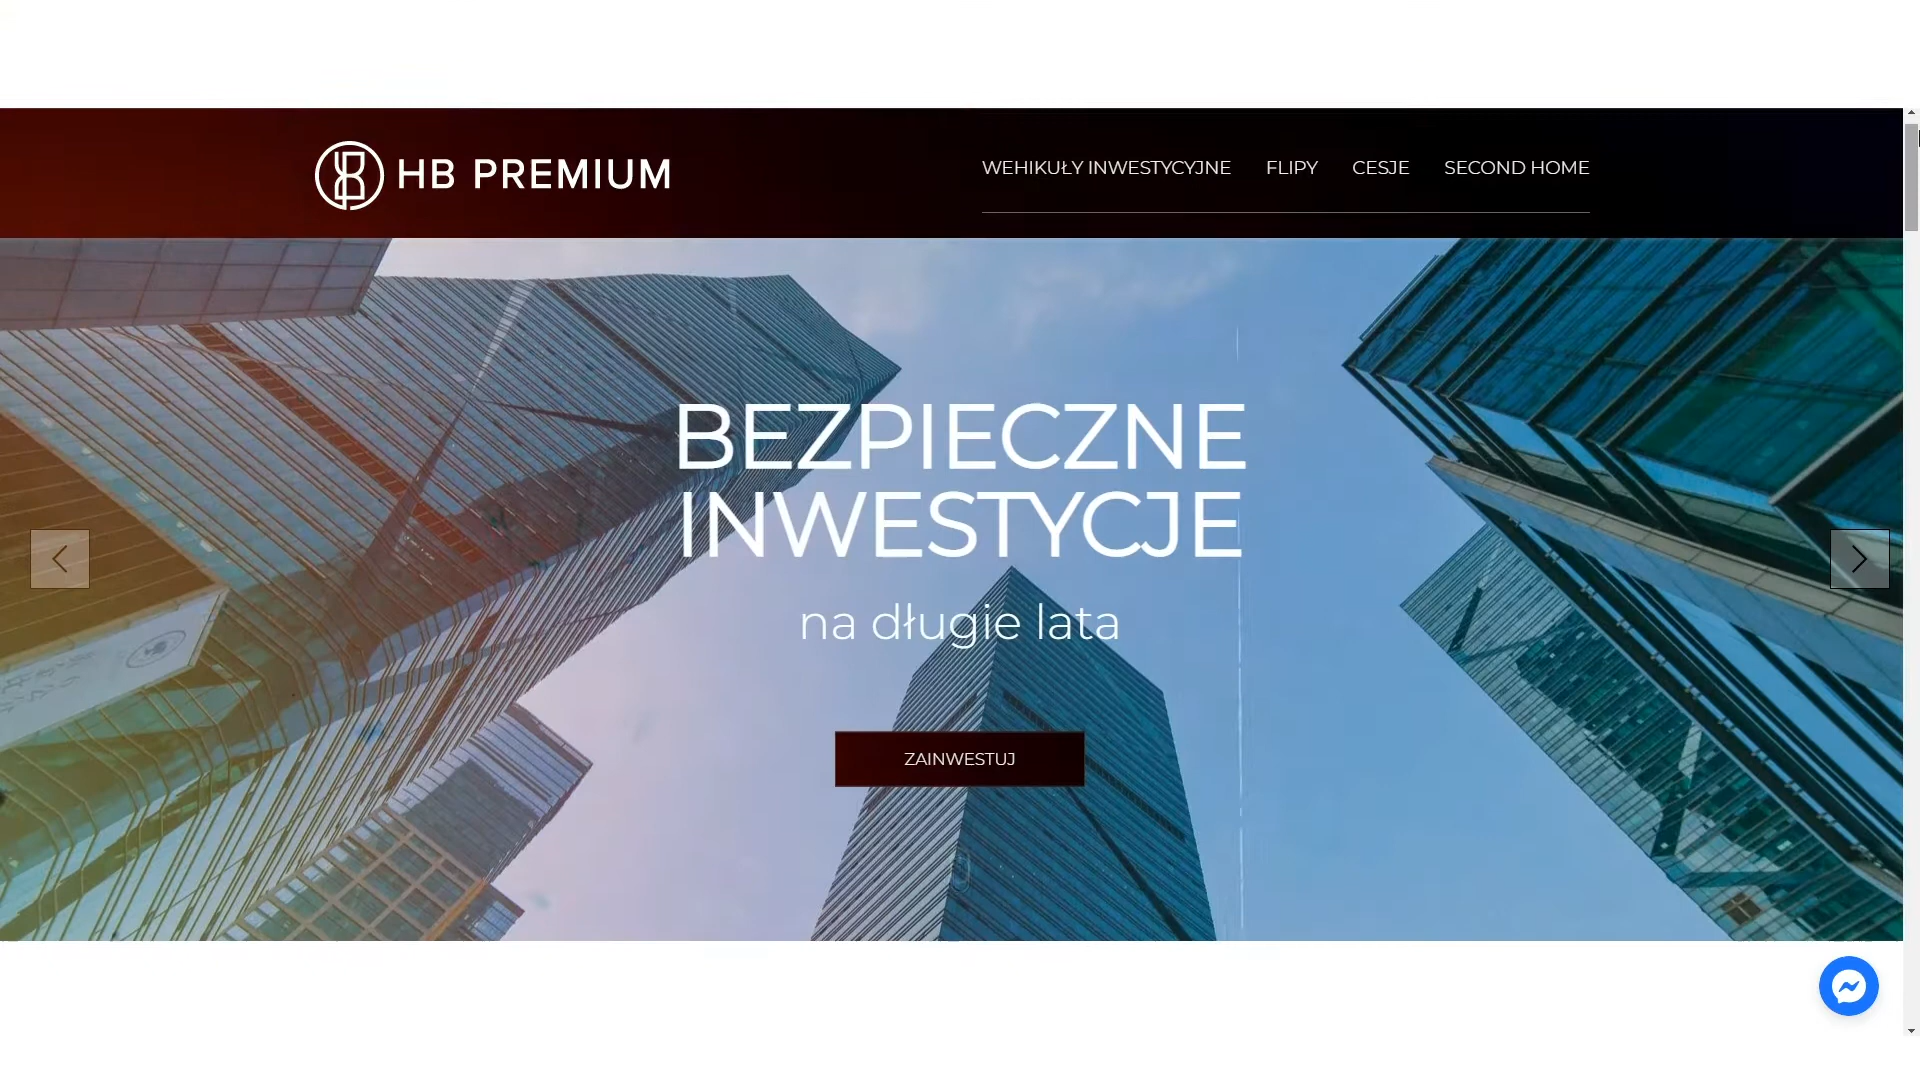 HB PREMIUM
WEHIKUŁY INWESTYCYJNE FLIPY CESJE SECOND HOME
BEZPIECZNE
INWESTYCJE
na długie lata
ZAINWESTUJ